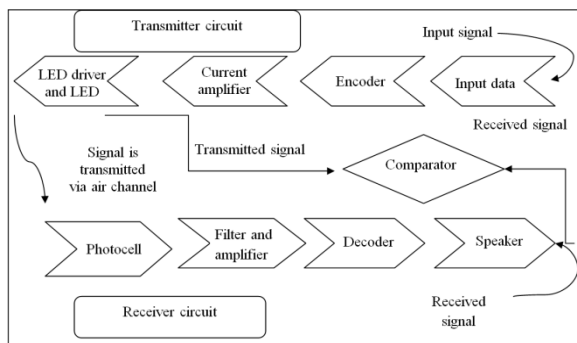 Transmitter circuit
Input signal
LED driver
and LED
Current
amplifier
Encoder
Input data
Received signal
Signal is
transmitted
via air channel
Transmitted signal
Comparator
Photocell
Filter and
amplifier
Decoder
Speaker
Receiver circuit
Received
signal